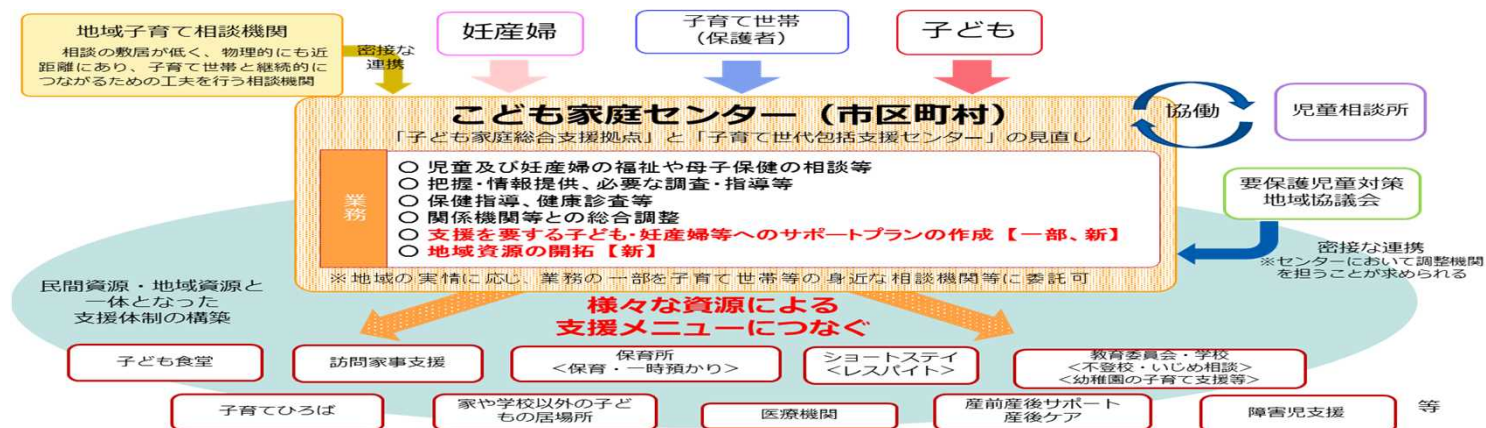 地域子育て相談機関
相談の敷居が低く、物理的にも近
距離にあり、子育て世帯と継続的に
つながるための工夫を行う相談機関
密接な
連携
妊産婦
子育て世帯
(保護者)
子ども
こども家庭センター（市区町村）
「子ども家庭総合支援拠点」と「子育て世代包括支援センター」の見直し
協働
児童相談所
業務
○ 児童及び妊産婦の福祉や母子保健の相談等
○ 把握・情報提供、必要な調査・指導等
○ 保健指導、健康診査等
○ 関係機関等との総合調整
○ 支援を要する子ども・妊産婦等へのサポートプランの作成【一部、新】
○ 地域資源の開拓【新】
※地域の実情に応じ、業務の一部を子育て世帯等の身近な相談機関等に委託可
要保護児童対策
地域協議会
密接な連携
※センターにおいて調整機関
を担うことが求められる
民間資源・地域資源と
一体となった
支援体制の構築
様々な資源による
支援メニューにつなぐ
子ども食堂
訪問家事支援
保育所
<保育・一時預かり>
ショートステイ
<レスパイト>
教育委員会・学校
<不登校・いじめ相談>
<幼稚園の子育て支援等>
子育てひろば
家や学校以外の子ど
もの居場所
医療機関
産前産後サポート
産後ケア
障害児支援
等